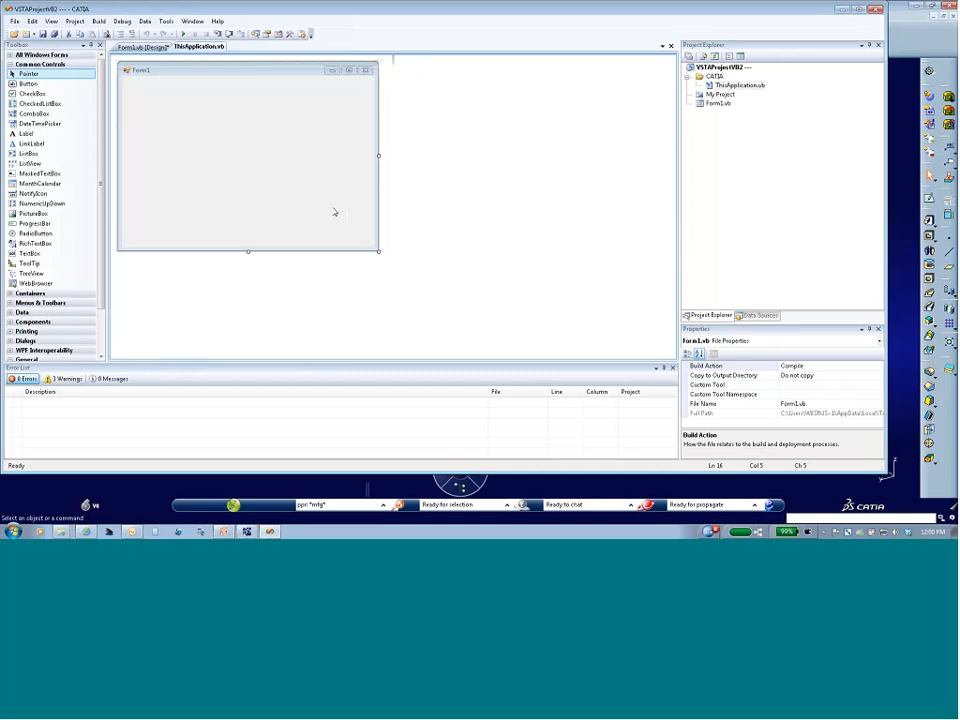 VSTAProjectVB2 --- - CATIA
File Edit View Project Build Debug Data Tools Window Help
Toolbox
Form1.vb [Design]* ThisApplication.vb
Project Explorer
All Windows Forms
Common Controls
Pointer
Button
CheckBox
CheckedListBox
ComboBox
DateTimePicker
Label
LinkLabel
ListBox
ListView
MaskedTextBox
MonthCalendar
NotifyIcon
NumericUpDown
PictureBox
ProgressBar
RadioButton
RichTextBox
TextBox
ToolTip
TreeView
WebBrowser
Containers
Menus & Toolbars
Data
Components
Printing
Dialogs
WPF Interoperability
General
Form1
VSTAProjectVB2 ---
CATIA
ThisApplication.vb
My Project
Form1.vb
Project Explorer Data Sources
Properties
Form1.vb File Properties
Build Action Compile
Copy to Output Directory Do not copy
Custom Tool
Custom Tool Namespace
File Name Form1.vb
Full Path
Build Action
How the file relates to the build and deployment processes.
Error List
0 Errors 3 Warnings 0 Messages
Description File Line Column Project
Ready Ln 16 Col 5 Ch 5
V6 ppr: *mfg* Ready for selection Ready to chat Ready for propagate CATIA
Select an object or a command
99% 12:00 PM